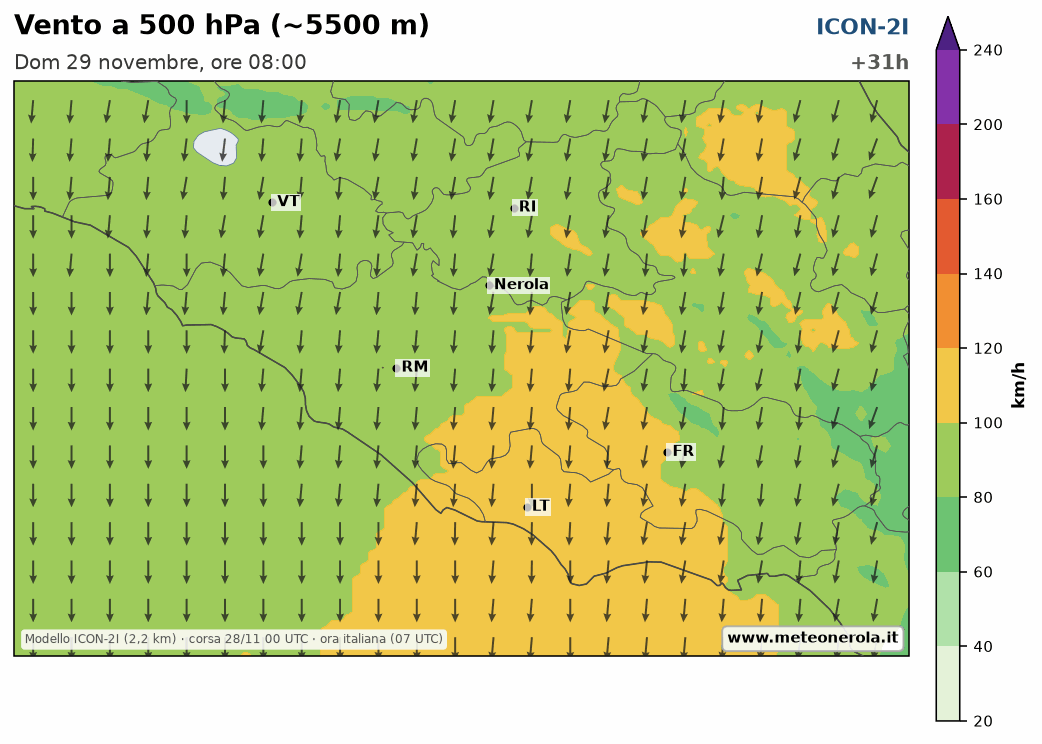 Vento a 500 hPa (~5500 m)
ICON-2I
Dom 29 novembre, ore 08:00
+31h
VT
RI
Nerola
RM
FR
LT
Modello ICON-2I (2,2 km) · corsa 28/11 00 UTC · ora italiana (07 UTC)
www.meteonerola.it
240
200
160
140
120
100
80
60
40
20
km/h